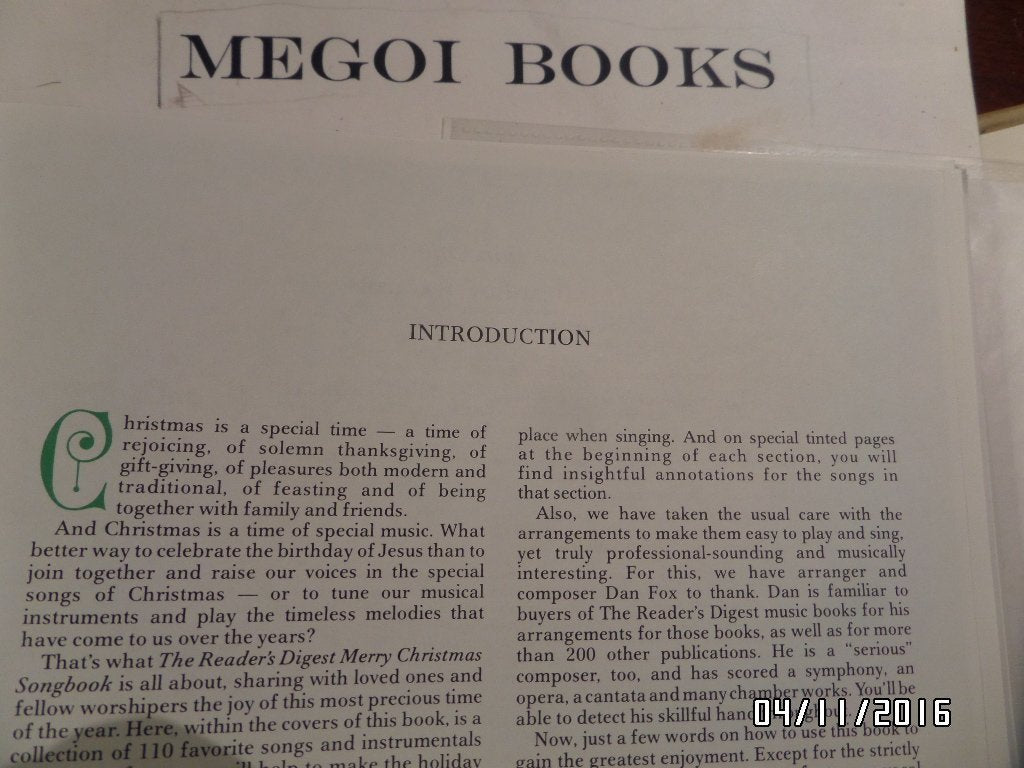 MEGOI BOOKS
INTRODUCTION
Christmas is a special time — a time of
rejoicing, of solemn thanksgiving, of
gift-giving, of pleasures both modern and
traditional, of feasting and of being
together with family and friends.
And Christmas is a time of special music. What
better way to celebrate the birthday of Jesus than to
join together and raise our voices in the special
songs of Christmas — or to tune our musical
instruments and play the timeless melodies that
have come to us over the years?
That's what The Reader's Digest Merry Christmas
Songbook is all about, sharing with loved ones and
fellow worshipers the joy of this most precious time
of the year. Here, within the covers of this book, is a
collection of 110 favorite songs and instrumentals
help to make the holiday
place when singing. And on special tinted pages
at the beginning of each section, you will
find insightful annotations for the songs in
that section.
Also, we have taken the usual care with the
arrangements to make them easy to play and sing,
yet truly professional-sounding and musically
interesting. For this, we have arranger and
composer Dan Fox to thank. Dan is familiar to
buyers of The Reader's Digest music books for his
arrangements for those books, as well as for more
than 200 other publications. He is a “serious”
composer, too, and has scored a symphony, an
opera, a cantata and many chamber works. You'll be
able to detect his skillful
Now, just a few words on how to use this book to
gain the greatest enjoyment. Except for the strictly
04/11/2016